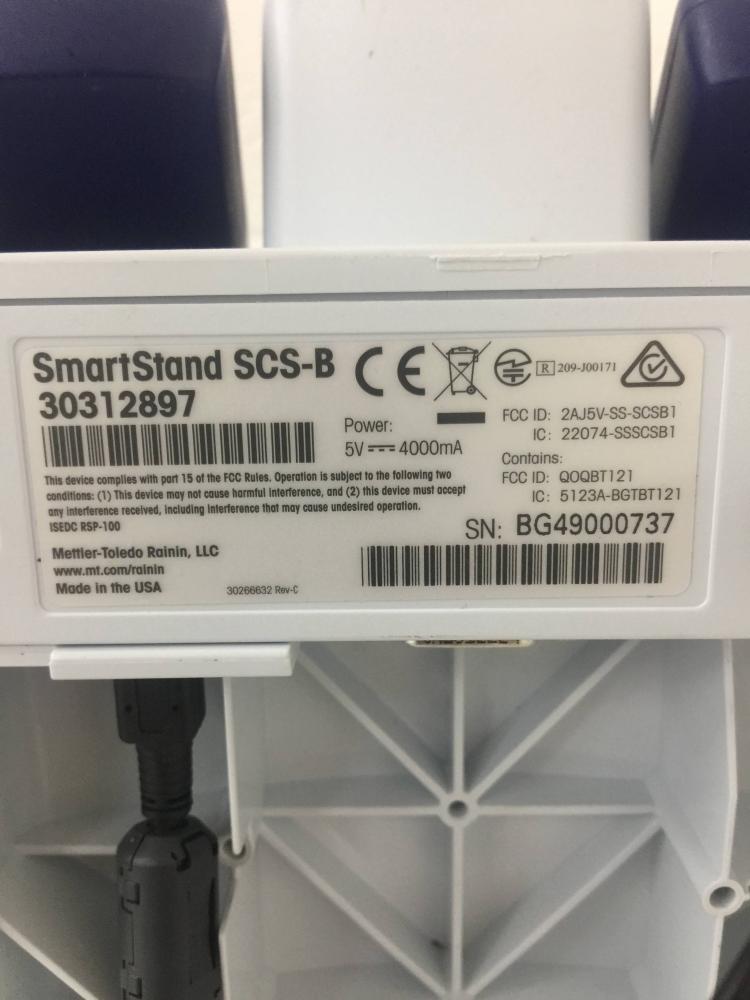 SmartStand SCS-B
30312897
CE
R 209-J00171
Power:
5V ⎓ 4000mA
FCC ID: 2AJ5V-SS-SCSB1
IC: 22074-SSSCSB1
Contains:
FCC ID: QOQBT121
IC: 5123A-BGTBT121
This device complies with part 15 of the FCC Rules. Operation is subject to the following two
conditions: (1) This device may not cause harmful interference, and (2) this device must accept
any interference received, including interference that may cause undesired operation.
ISEDC RSP-100
SN: BG49000737
Mettler-Toledo Rainin, LLC
www.mt.com/rainin
Made in the USA
30266632 Rev-C